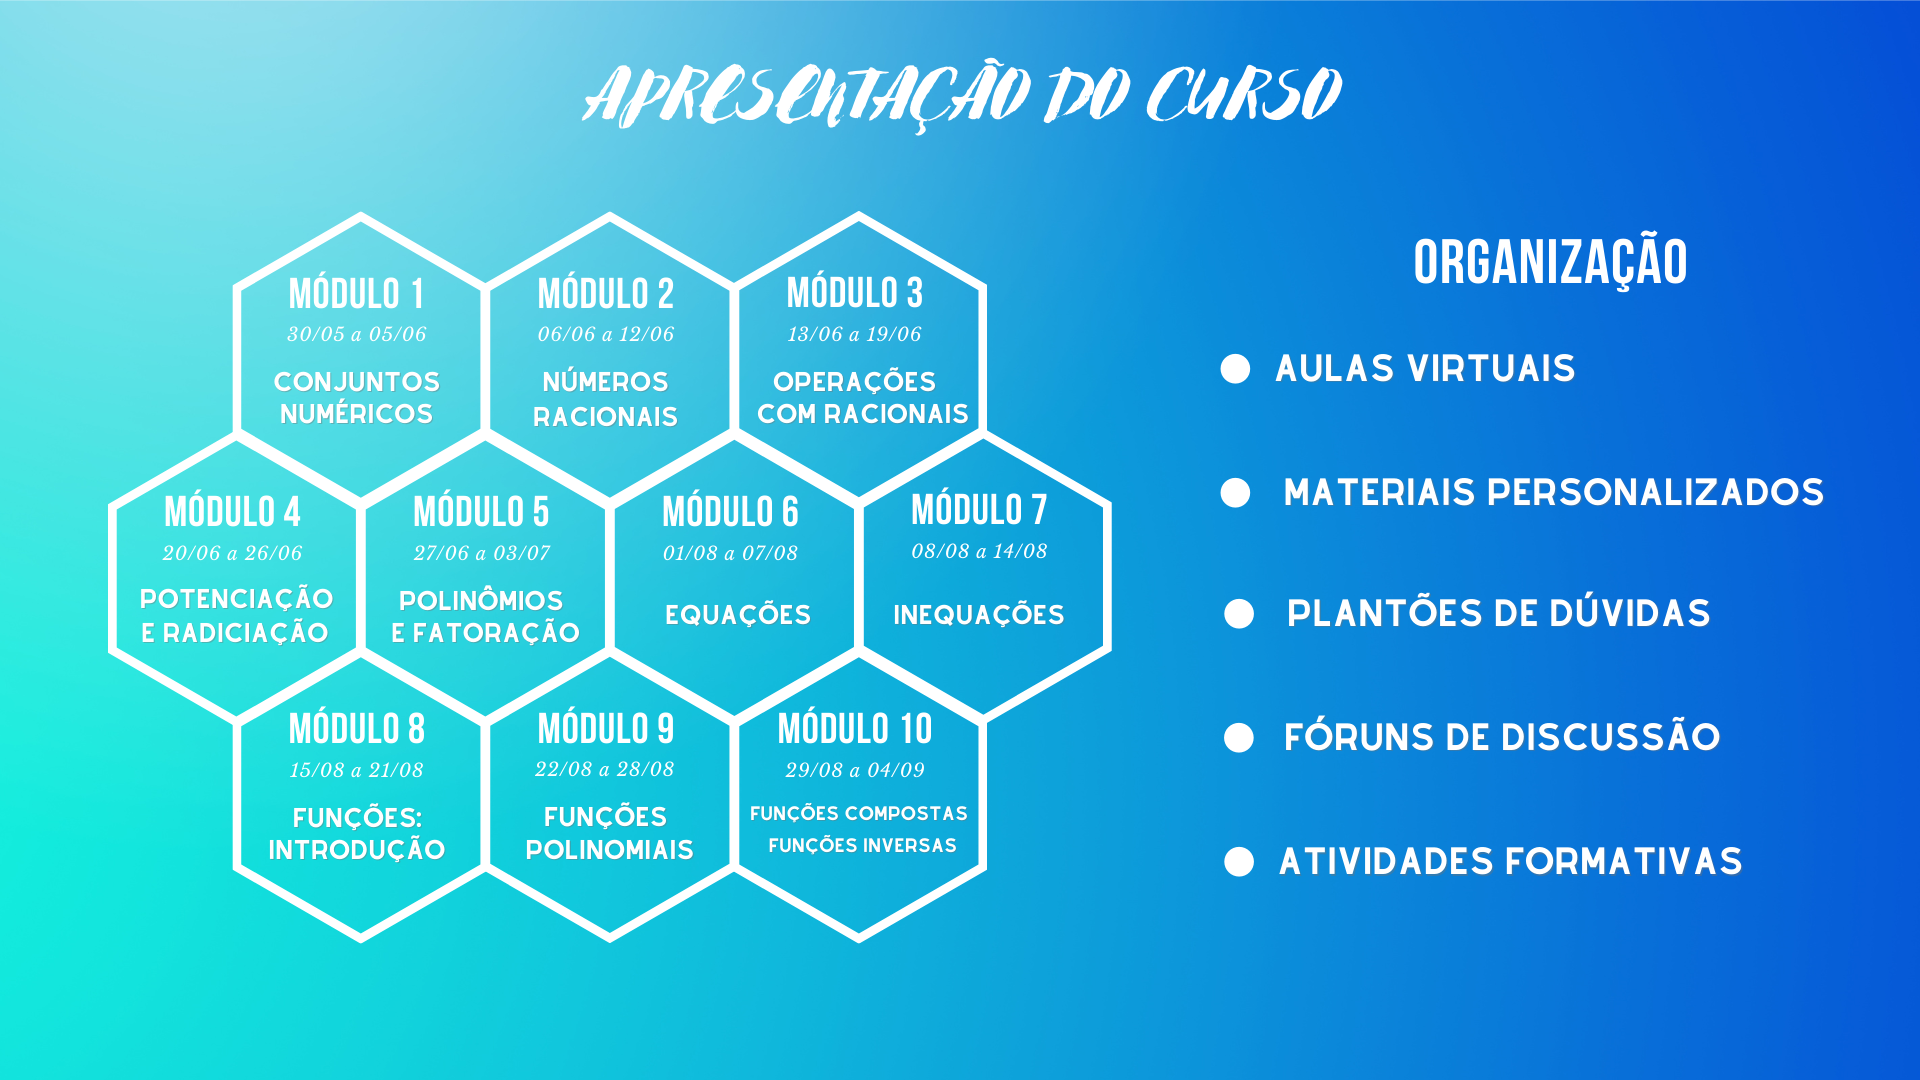 APRESENTAÇÃO DO CURSO
MÓDULO 1
30/05 a 05/06
CONJUNTOS
NUMÉRICOS
MÓDULO 2
06/06 a 12/06
NÚMEROS
RACIONAIS
MÓDULO 3
13/06 a 19/06
OPERAÇÕES
COM RACIONAIS
MÓDULO 4
20/06 a 26/06
POTENCIAÇÃO
E RADICIAÇÃO
MÓDULO 5
27/06 a 03/07
POLINÔMIOS
E FATORAÇÃO
MÓDULO 6
01/08 a 07/08
EQUAÇÕES
MÓDULO 7
08/08 a 14/08
INEQUAÇÕES
MÓDULO 8
15/08 a 21/08
FUNÇÕES:
INTRODUÇÃO
MÓDULO 9
22/08 a 28/08
FUNÇÕES
POLINOMIAIS
MÓDULO 10
29/08 a 04/09
FUNÇÕES COMPOSTAS
FUNÇÕES INVERSAS
ORGANIZAÇÃO
AULAS VIRTUAIS
MATERIAIS PERSONALIZADOS
PLANTÕES DE DÚVIDAS
FÓRUNS DE DISCUSSÃO
ATIVIDADES FORMATIVAS